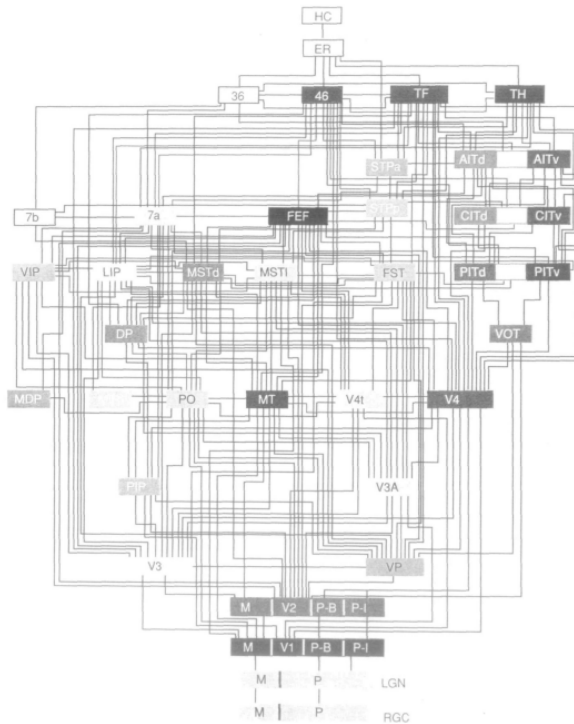 HC
ER
36 46 TF TH
STPa AITd AITv
7b 7a FEF STPp CITd CITv
VIP LIP MSTd MSTl FST PITd PITv
DP VOT
MDP PO MT V4t V4
PIP V3A
V3 VP
M V2 P-B P-I
M V1 P-B P-I
M P LGN
M P RGC